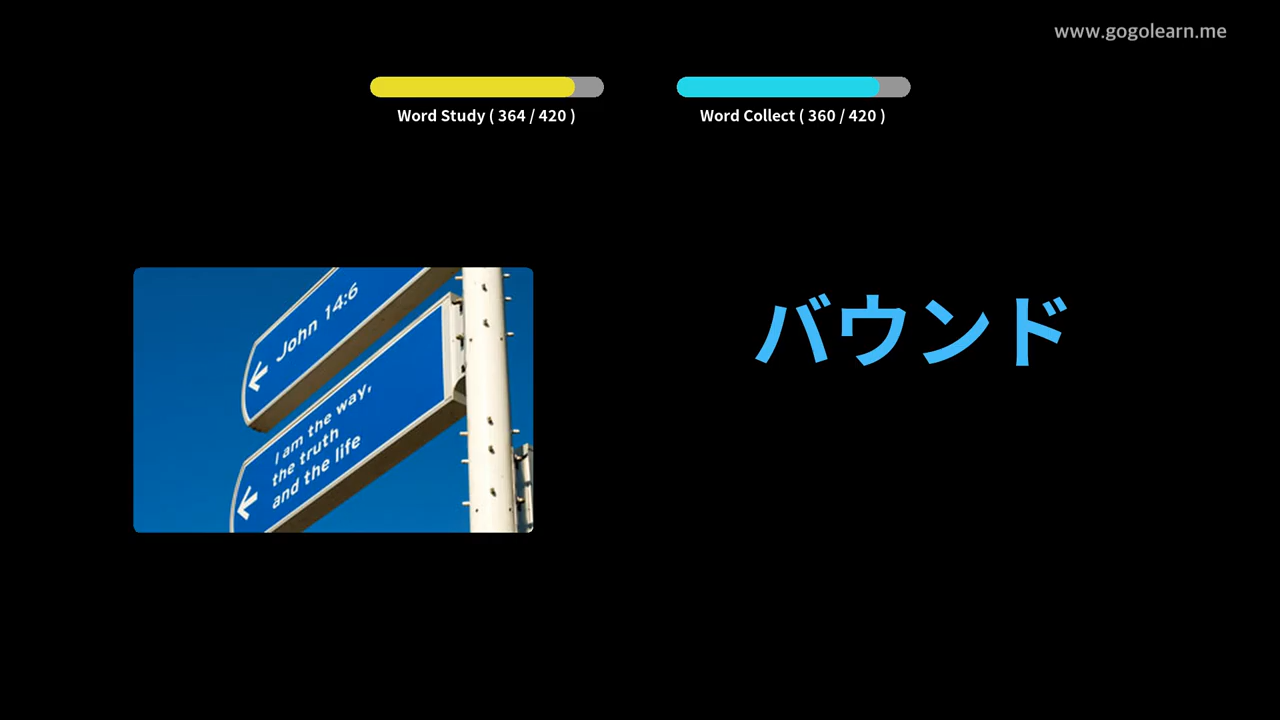 www.gogolearn.me
Word Study ( 364 / 420 )
Word Collect ( 360 / 420 )
John 14:6
I am the way,
the truth
and the life
バウンド